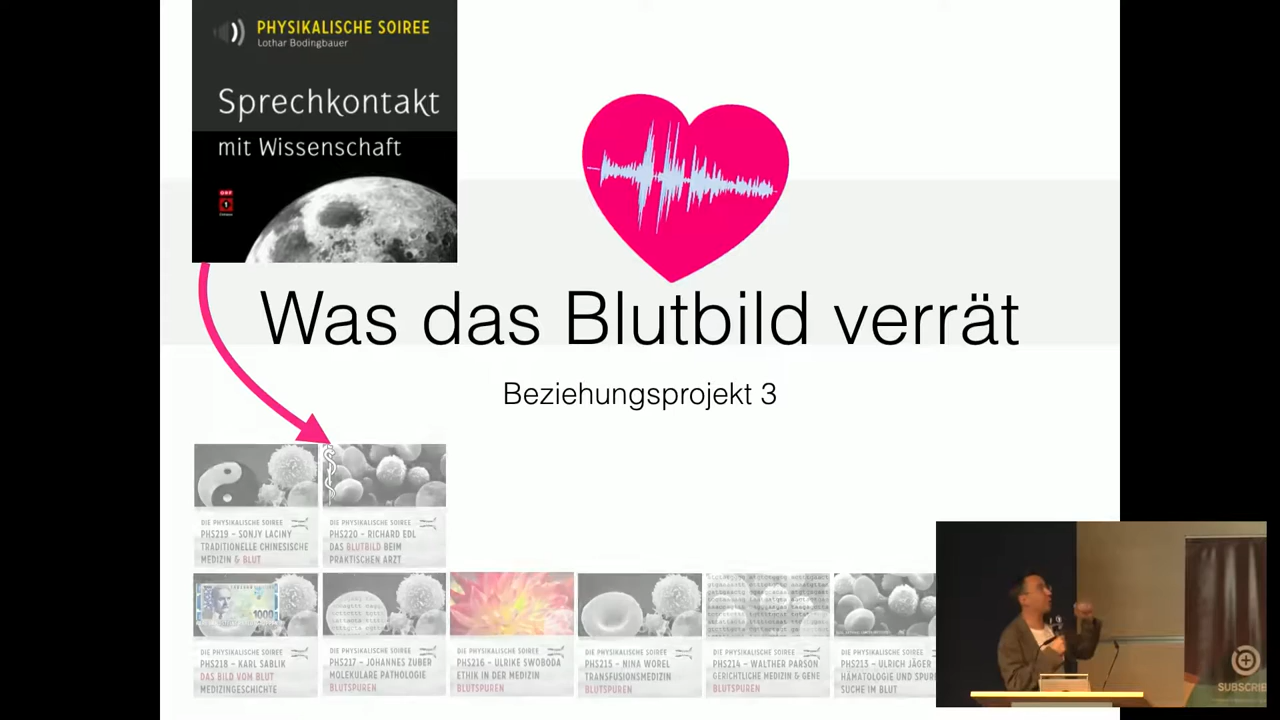 PHYSIKALISCHE SOIREE
Lothar Bodingbauer
Sprechkontakt
mit Wissenschaft
ORF
1
Was das Blutbild verrät
Beziehungsprojekt 3
DIE PHYSIKALISCHE SOIREE
PHS219 – SONJY LACINY
TRADITIONELLE CHINESISCHE
MEDIZIN & BLUT
DIE PHYSIKALISCHE SOIREE
PHS220 – RICHARD EDL
DAS BLUTBILD BEIM
PRAKTISCHEN ARZT
1000
DIE PHYSIKALISCHE SOIREE
PHS218 – KARL SABLIK
DAS BILD VOM BLUT
MEDIZINGESCHICHTE
DIE PHYSIKALISCHE SOIREE
PHS217 – JOHANNES ZUBER
MOLEKULARE PATHOLOGIE
BLUTSPUREN
DIE PHYSIKALISCHE SOIREE
PHS216 – ULRIKE SWOBODA
ETHIK IN DER MEDIZIN
BLUTSPUREN
DIE PHYSIKALISCHE SOIREE
PHS215 – NINA WOREL
TRANSFUSIONSMEDIZIN
BLUTSPUREN
DIE PHYSIKALISCHE SOIREE
PHS214 – WALTHER PARSON
GERICHTLICHE MEDIZIN & GENE
BLUTSPUREN
DIE PHYSIKALISCHE SOIREE
PHS213 – ULRICH JÄGER
HÄMATOLOGIE UND SPUR
SUCHE IM BLUT
SUBSCRIBE